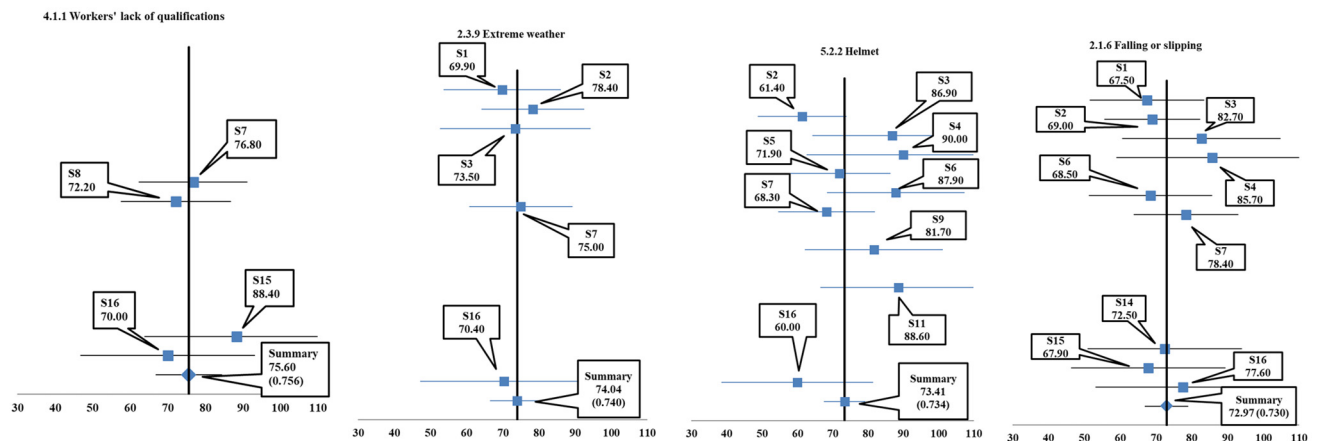 4.1.1 Workers' lack of qualifications
S7
76.80
S8
72.20
S15
88.40
S16
70.00
Summary
75.60
(0.756)
30 40 50 60 70 80 90 100 110
2.3.9 Extreme weather
S1
69.90
S2
78.40
S3
73.50
S7
75.00
S16
70.40
Summary
74.04
(0.740)
30 40 50 60 70 80 90 100 110
5.2.2 Helmet
S2
61.40
S3
86.90
S4
90.00
S5
71.90
S6
87.90
S7
68.30
S9
81.70
S11
88.60
S16
60.00
Summary
73.41
(0.734)
30 40 50 60 70 80 90 100 110
2.1.6 Falling or slipping
S1
67.50
S3
82.70
S2
69.00
S6
68.50
S4
85.70
S7
78.40
S14
72.50
S15
67.90
S16
77.60
Summary
72.97 (0.730)
30 40 50 60 70 80 90 100 110